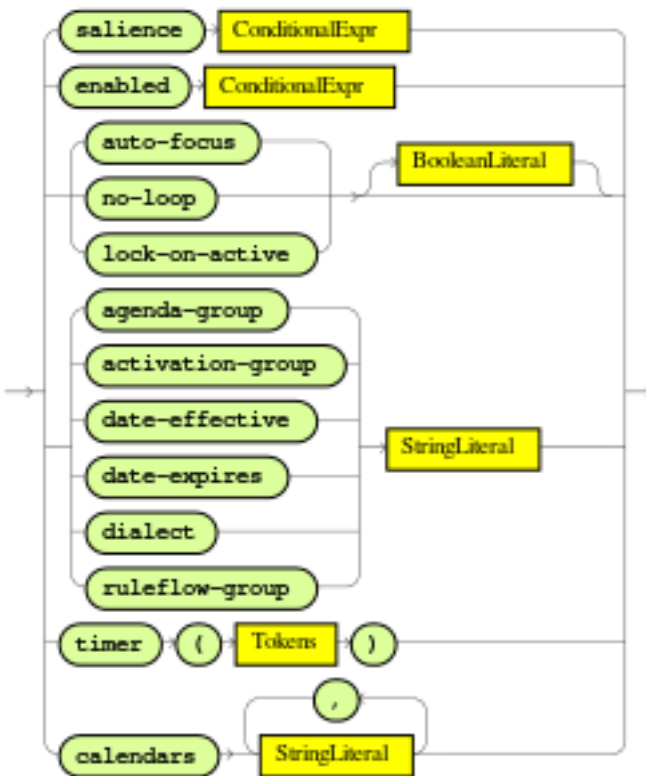 salience ConditionalExpr
enabled ConditionalExpr
auto-focus
BooleanLiteral
no-loop
lock-on-active
agenda-group
activation-group
date-effective
StringLiteral
date-expires
dialect
ruleflow-group
timer ( Tokens )
,
calendars StringLiteral